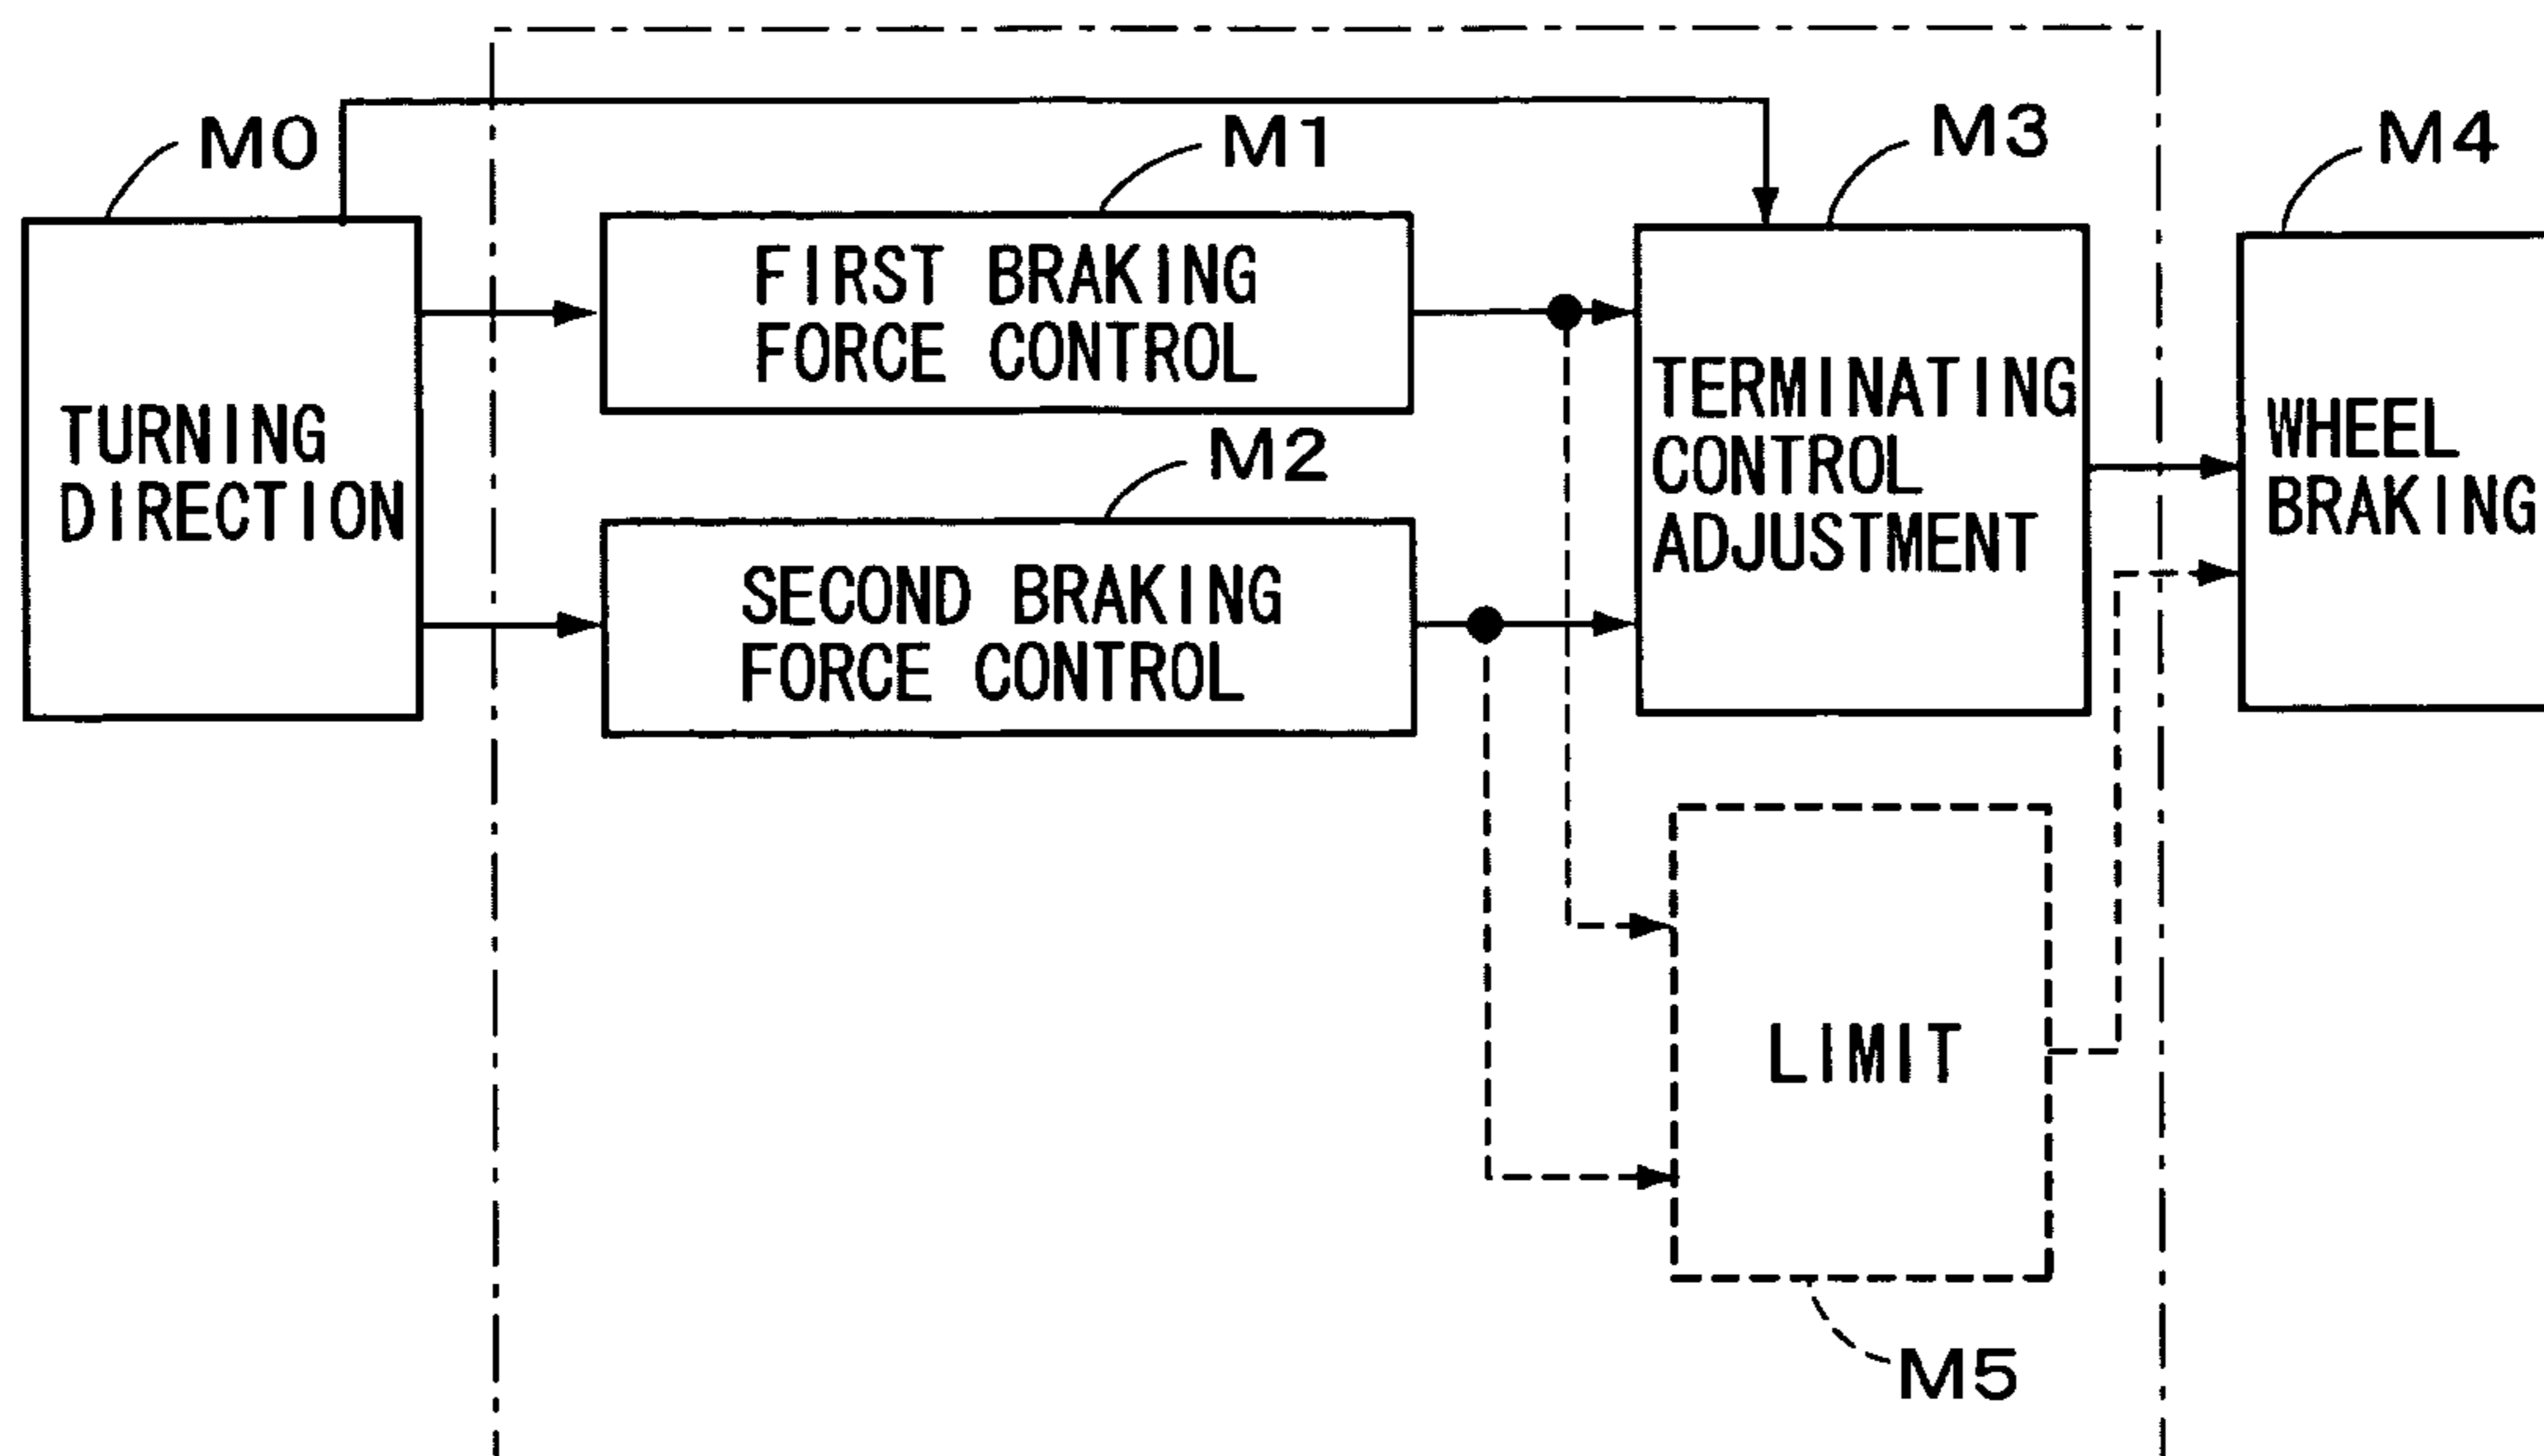 M0
M1
M3
M4
FIRST BRAKING
FORCE CONTROL
TURNING
DIRECTION
M2
SECOND BRAKING
FORCE CONTROL
TERMINATING
CONTROL
ADJUSTMENT
WHEEL
BRAKING
LIMIT
M5